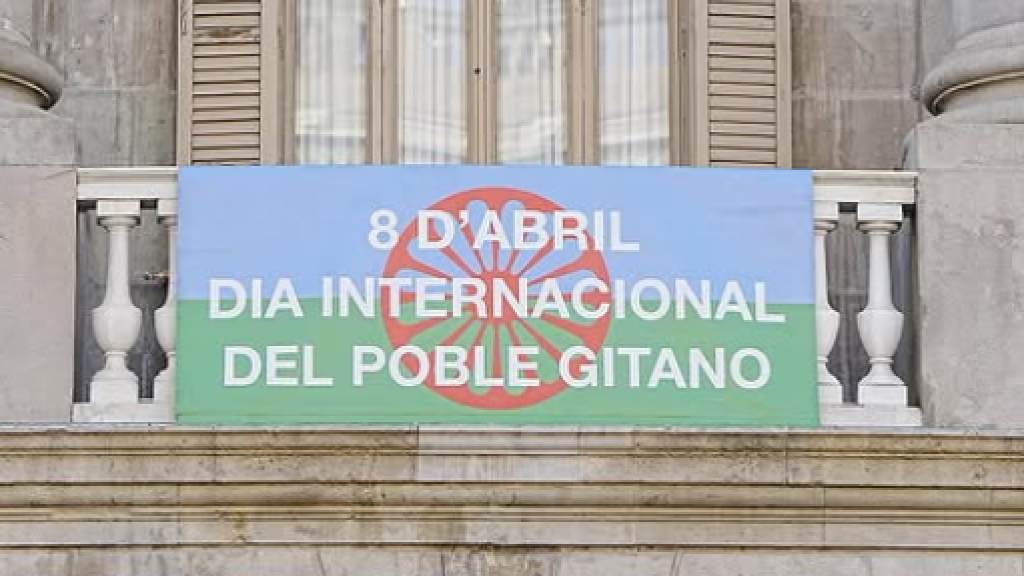 8 D'ABRIL
DIA INTERNACIONAL
DEL POBLE GITANO